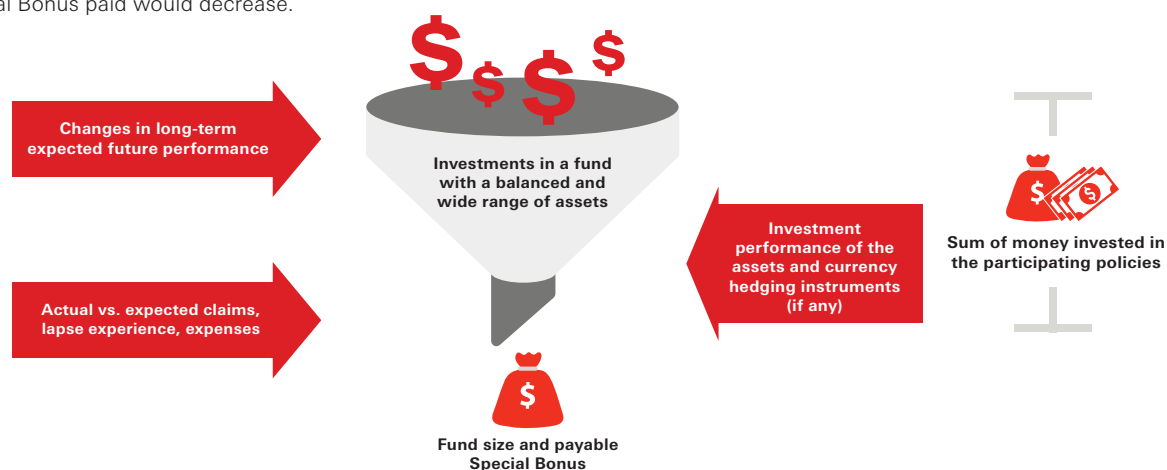 al Bonus paid would decrease.
$ $ $ $
Changes in long-term
expected future performance
Investments in a fund
with a balanced and
wide range of assets
Actual vs. expected claims,
lapse experience, expenses
Investment
performance of the
assets and currency
hedging instruments
(if any)
$ $
Sum of money invested in
the participating policies
$
Fund size and payable
Special Bonus